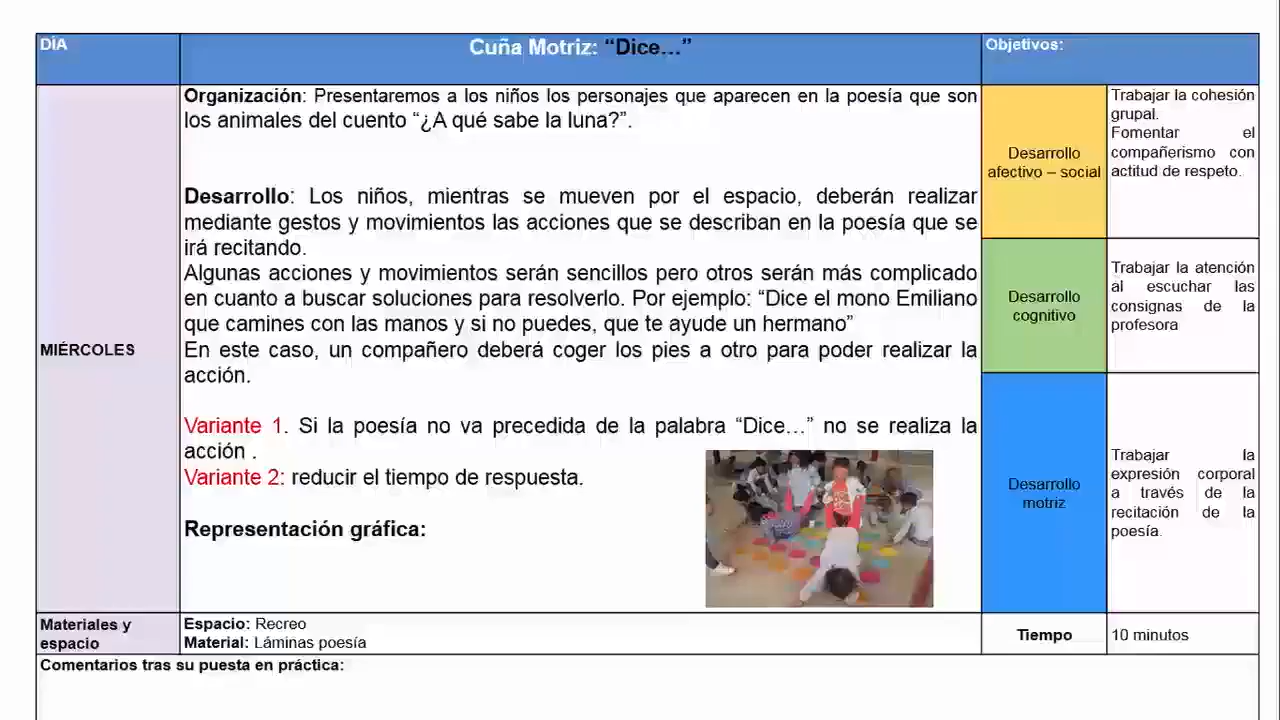 DÍA
Cuña Motriz: “Dice…”
Objetivos:
MIÉRCOLES
Organización: Presentaremos a los niños los personajes que aparecen en la poesía que son
los animales del cuento “¿A qué sabe la luna?”.
Desarrollo: Los niños, mientras se mueven por el espacio, deberán realizar
mediante gestos y movimientos las acciones que se describan en la poesía que se
irá recitando.
Algunas acciones y movimientos serán sencillos pero otros serán más complicado
en cuanto a buscar soluciones para resolverlo. Por ejemplo: “Dice el mono Emiliano
que camines con las manos y si no puedes, que te ayude un hermano”
En este caso, un compañero deberá coger los pies a otro para poder realizar la
acción.
Variante 1. Si la poesía no va precedida de la palabra “Dice…” no se realiza la
acción .
Variante 2: reducir el tiempo de respuesta.
Representación gráfica:
Desarrollo
afectivo – social
Trabajar la cohesión
grupal.
Fomentar el
compañerismo con
actitud de respeto.
Desarrollo
cognitivo
Trabajar la atención
al escuchar las
consignas de la
profesora
Desarrollo
motriz
Trabajar la
expresión corporal
a través de la
recitación de la
poesía.
Materiales y
espacio
Espacio: Recreo
Material: Láminas poesía
Tiempo
10 minutos
Comentarios tras su puesta en práctica: